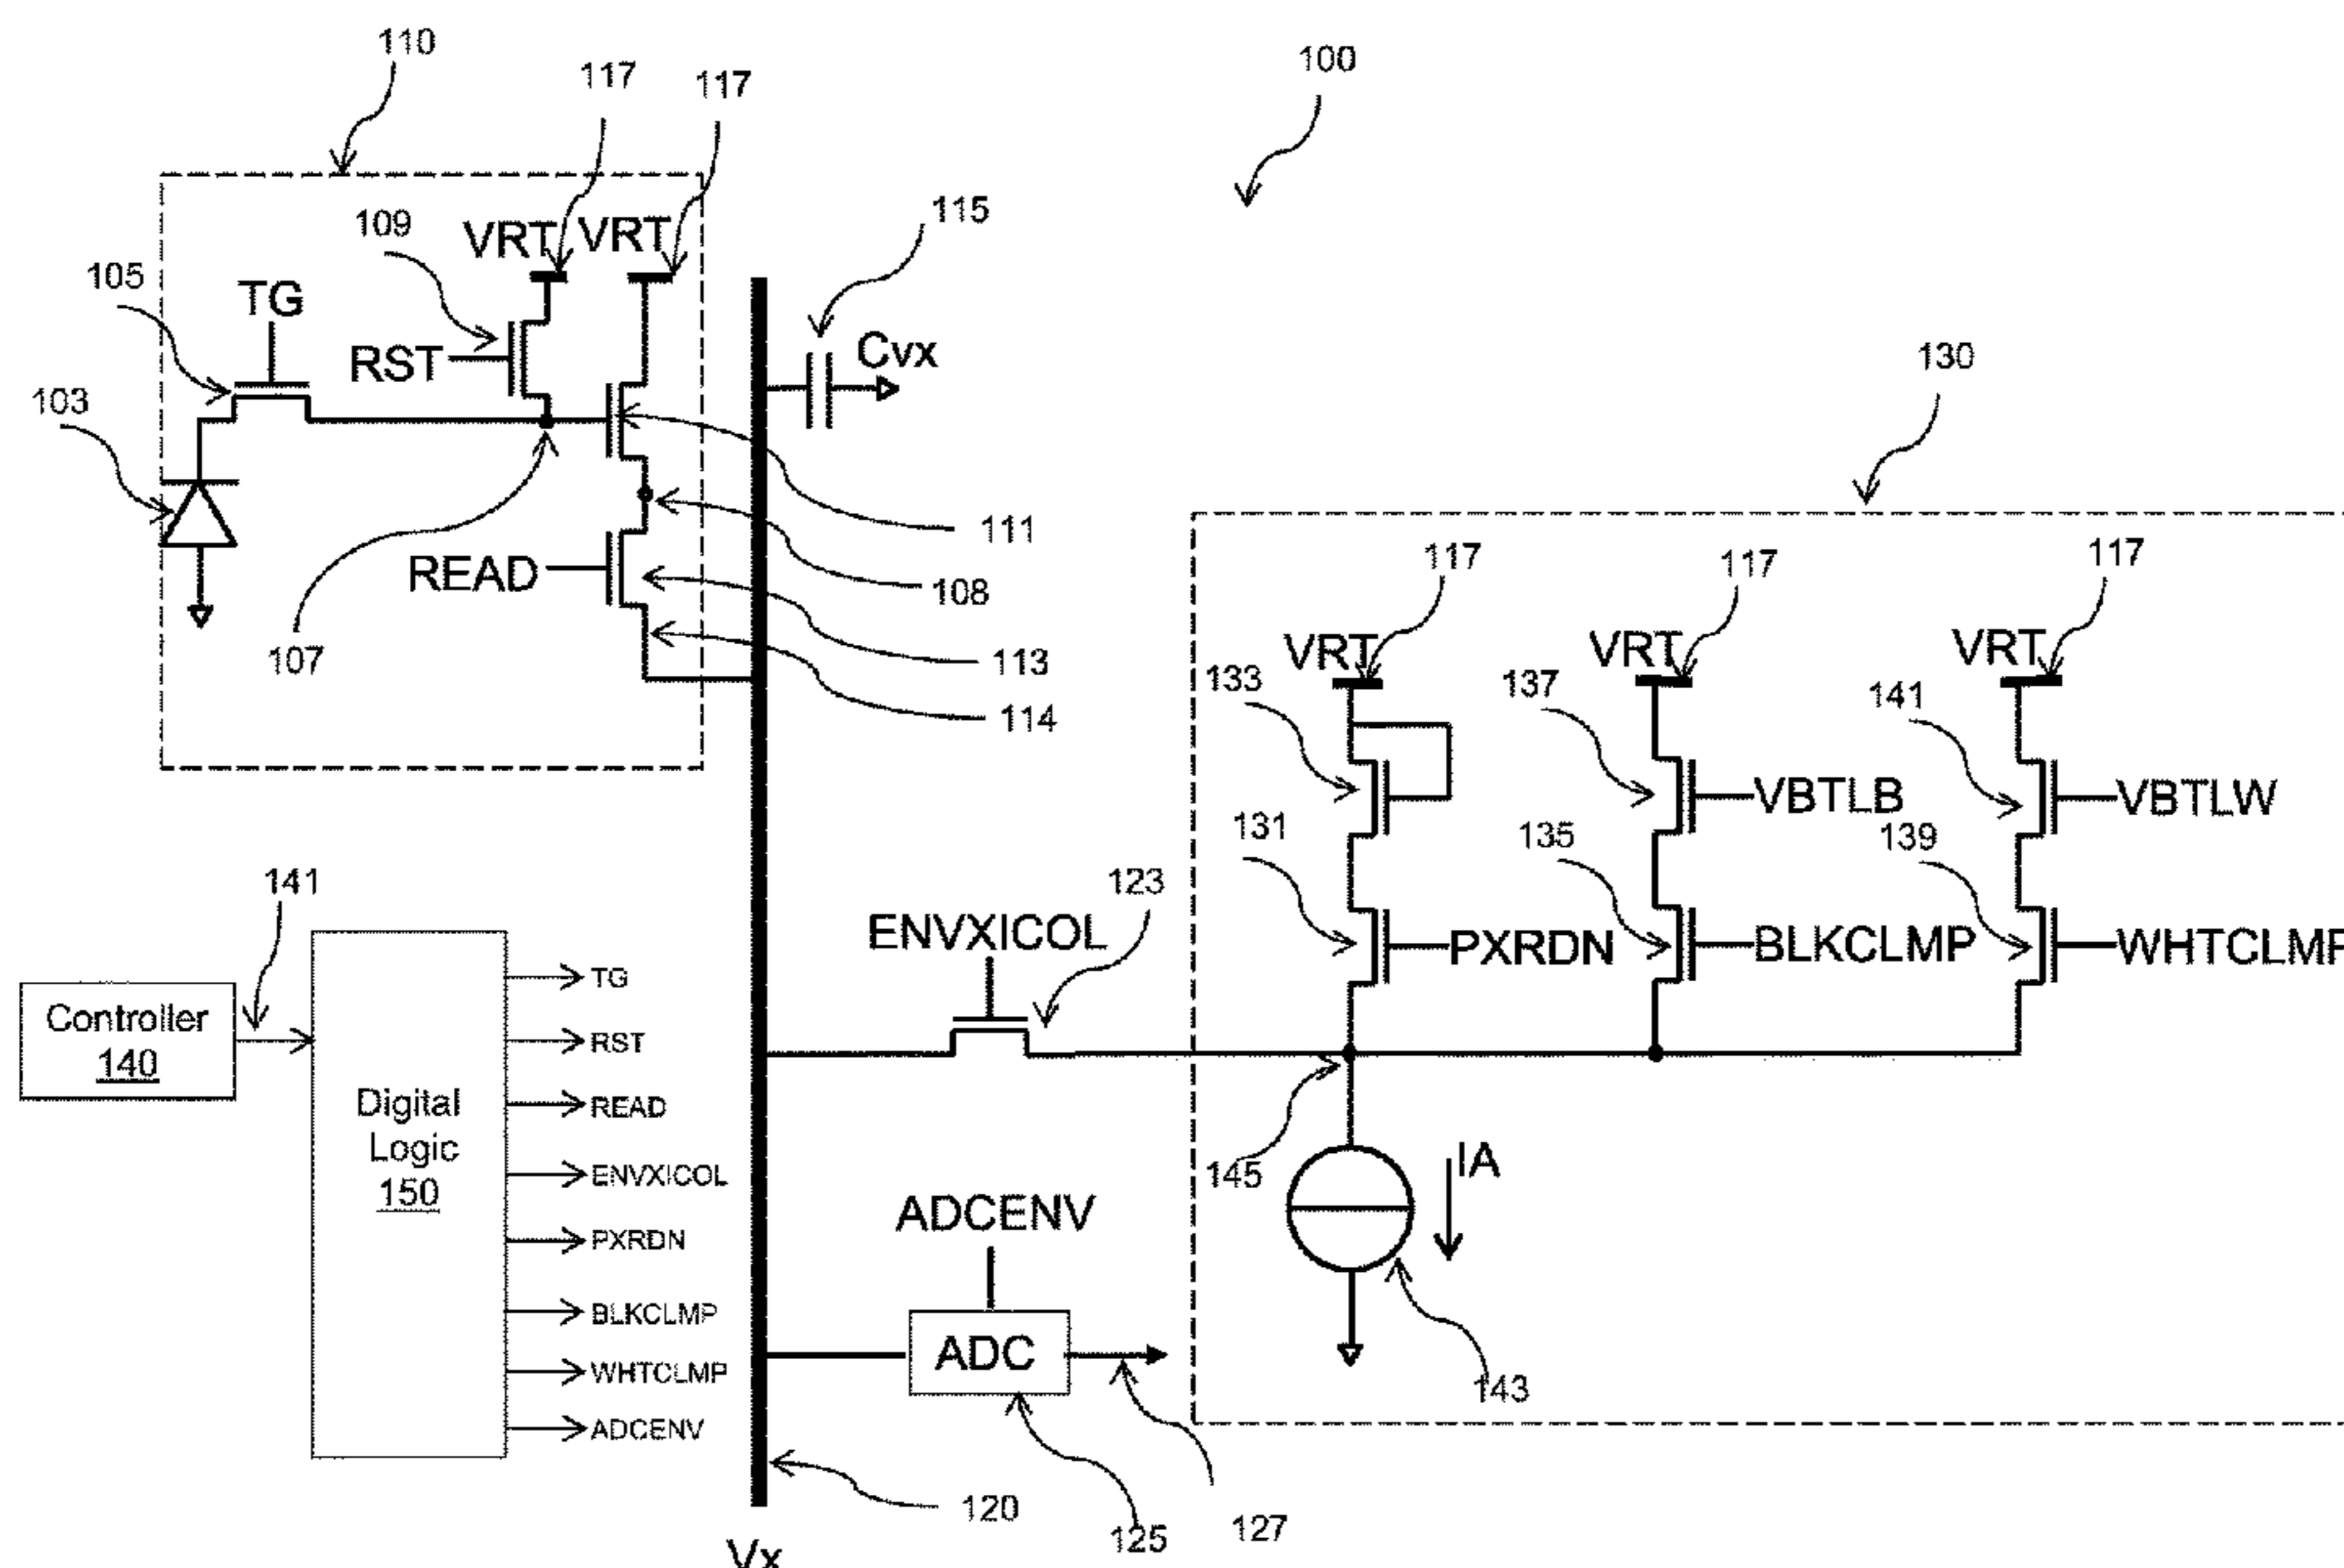 110
117
117
100
109
VRT
VRT
115
105
TG
Cvx
RST
103
130
111
READ
108
107
113
114
117
117
117
VRT
VRT
VRT
133
137
141
VBTLB
VBTLW
131
135
139
141
123
ENVXICOL
PXRDN
BLKCLMP
WHTCLMP
Controller
140
Digital
Logic
150
TG
RST
READ
ENVXICOL
PXRDN
BLKCLMP
WHTCLMP
ADCENV
145
IA
ADCENV
ADC
143
120
125
127
Vx